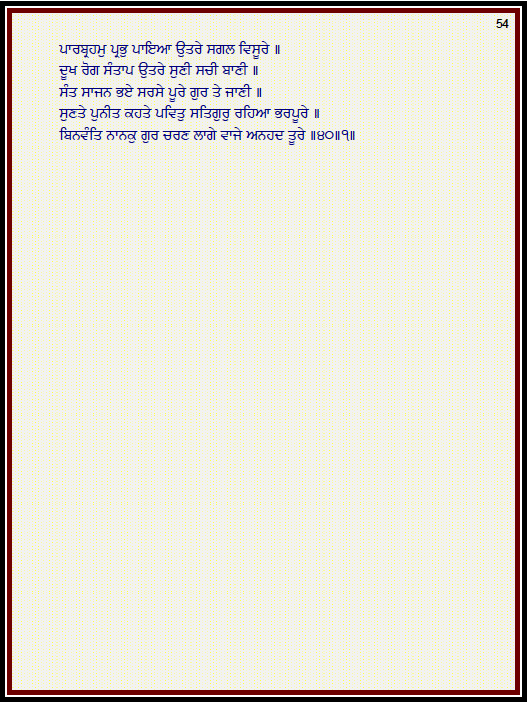 54
ਪਾਰਬ੍ਰਹਮੁ ਪ੍ਰਭੁ ਪਾਇਆ ਉਤਰੇ ਸਗਲ ਵਿਸੂਰੇ ॥
ਦੂਖ ਰੋਗ ਸੰਤਾਪ ਉਤਰੇ ਸੁਣੀ ਸਚੀ ਬਾਣੀ ॥
ਸੰਤ ਸਾਜਨ ਭਏ ਸਰਸੇ ਪੂਰੇ ਗੁਰ ਤੇ ਜਾਣੀ ॥
ਸੁਣਤੇ ਪੁਨੀਤ ਕਹਤੇ ਪਵਿਤੁ ਸਤਿਗੁਰੁ ਰਹਿਆ ਭਰਪੂਰੇ ॥
ਬਿਨਵੰਤਿ ਨਾਨਕੁ ਗੁਰ ਚਰਣ ਲਾਗੇ ਵਾਜੇ ਅਨਹਦ ਤੂਰੇ ॥੪੦॥੧॥